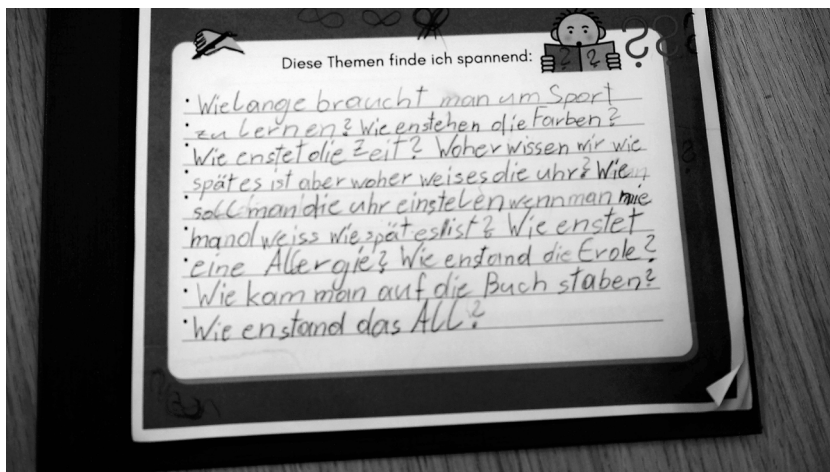 Diese Themen finde ich spannend:
· Wielange braucht man um Sport
· zu Lernen? Wie enstehen die Farben?
· Wie enstet die Zeit? Woher wissen wir wie
· spät es ist aber woher weises die uhr? Wie
· soll man die uhr einstelen wenn man nie
· mand weiss wie spät es ist? Wie enstet
· eine Allergie? Wie enstand die Erde?
· Wie kam man auf die Buch staben?
· Wie enstand das ALL?